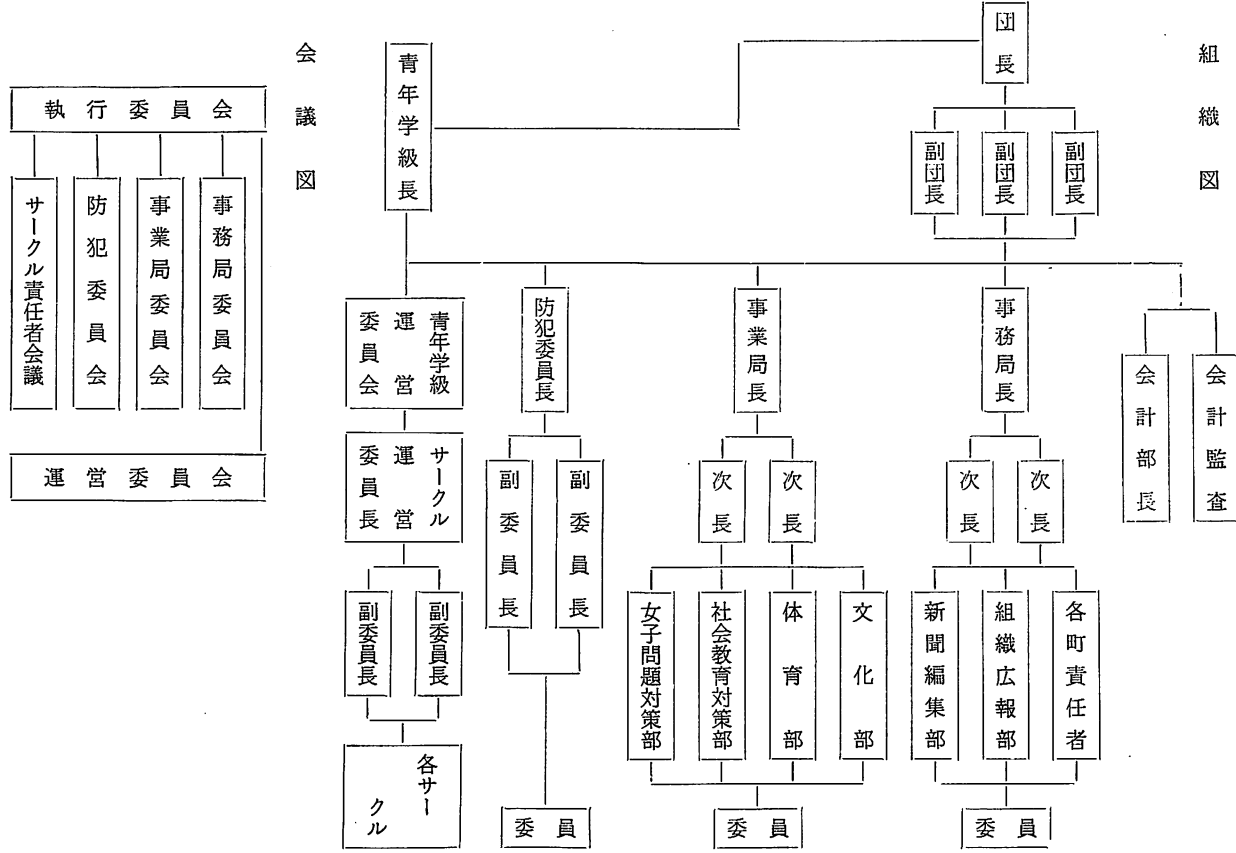 組織図
団長
副団長
副団長
副団長
会計監査
会計部長
事務局長
次長
次長
各町責任者
組織広報部
新聞編集部
委員
事業局長
次長
次長
文化部
体育部
社会教育対策部
女子問題対策部
委員
防犯委員長
副委員長
副委員長
委員
青年学級長
青年学級
運営
委員会
サークル
運営
委員長
副委員長
副委員長
各サー
クル
会議図
執行委員会
事務局委員会
事業局委員会
防犯委員会
サークル責任者会議
運営委員会